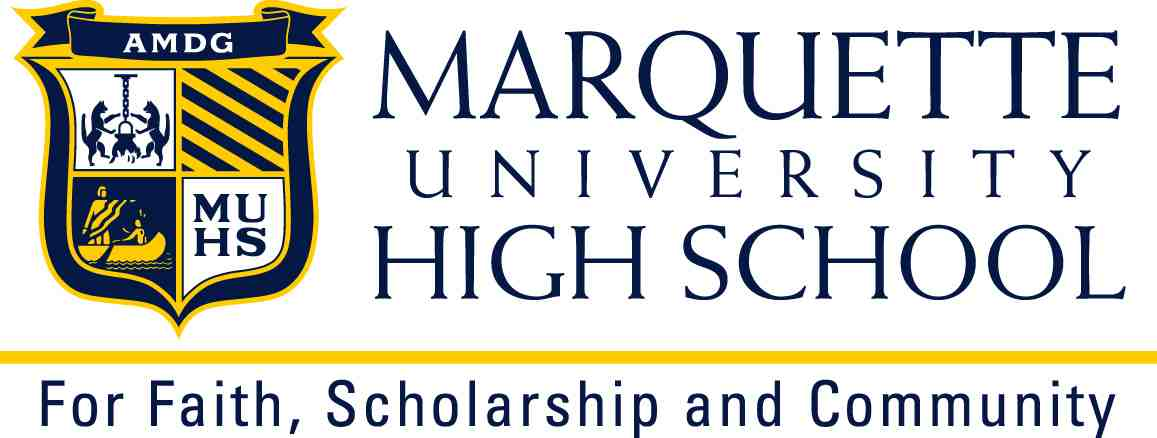 AMDG
MU
HS
MARQUETTE
UNIVERSITY
HIGH SCHOOL
For Faith, Scholarship and Community